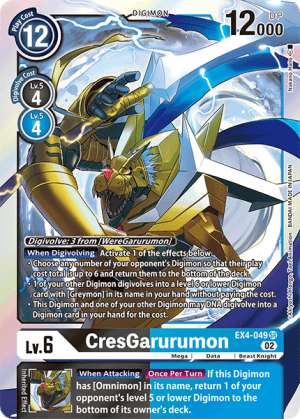 Play Cost
12
DIGIMON
DP
12000
Digivolve Cost
Lv.5
4
Lv.5
4
BANDAI MADE IN JAPAN
Digivolve: 3 from [WereGarurumon]
When Digivolving Activate 1 of the effects below.
• Choose any number of your opponent's Digimon so that their play
cost total is up to 6 and return them to the bottom of the deck.
• 1 of your other Digimon digivolves into a level 6 or lower Digimon
card with [Greymon] in its name in your hand without paying the cost.
• This Digimon and one of your other Digimon may DNA digivolve into a
Digimon card in your hand for the cost.
Lv.6
CresGarurumon
EX4-049 SR
02
Mega Data Beast Knight
Inherited Effect
When Attacking Once Per Turn If this Digimon
has [Omnimon] in its name, return 1 of your
opponent's level 5 or lower Digimon to the
bottom of its owner's deck.